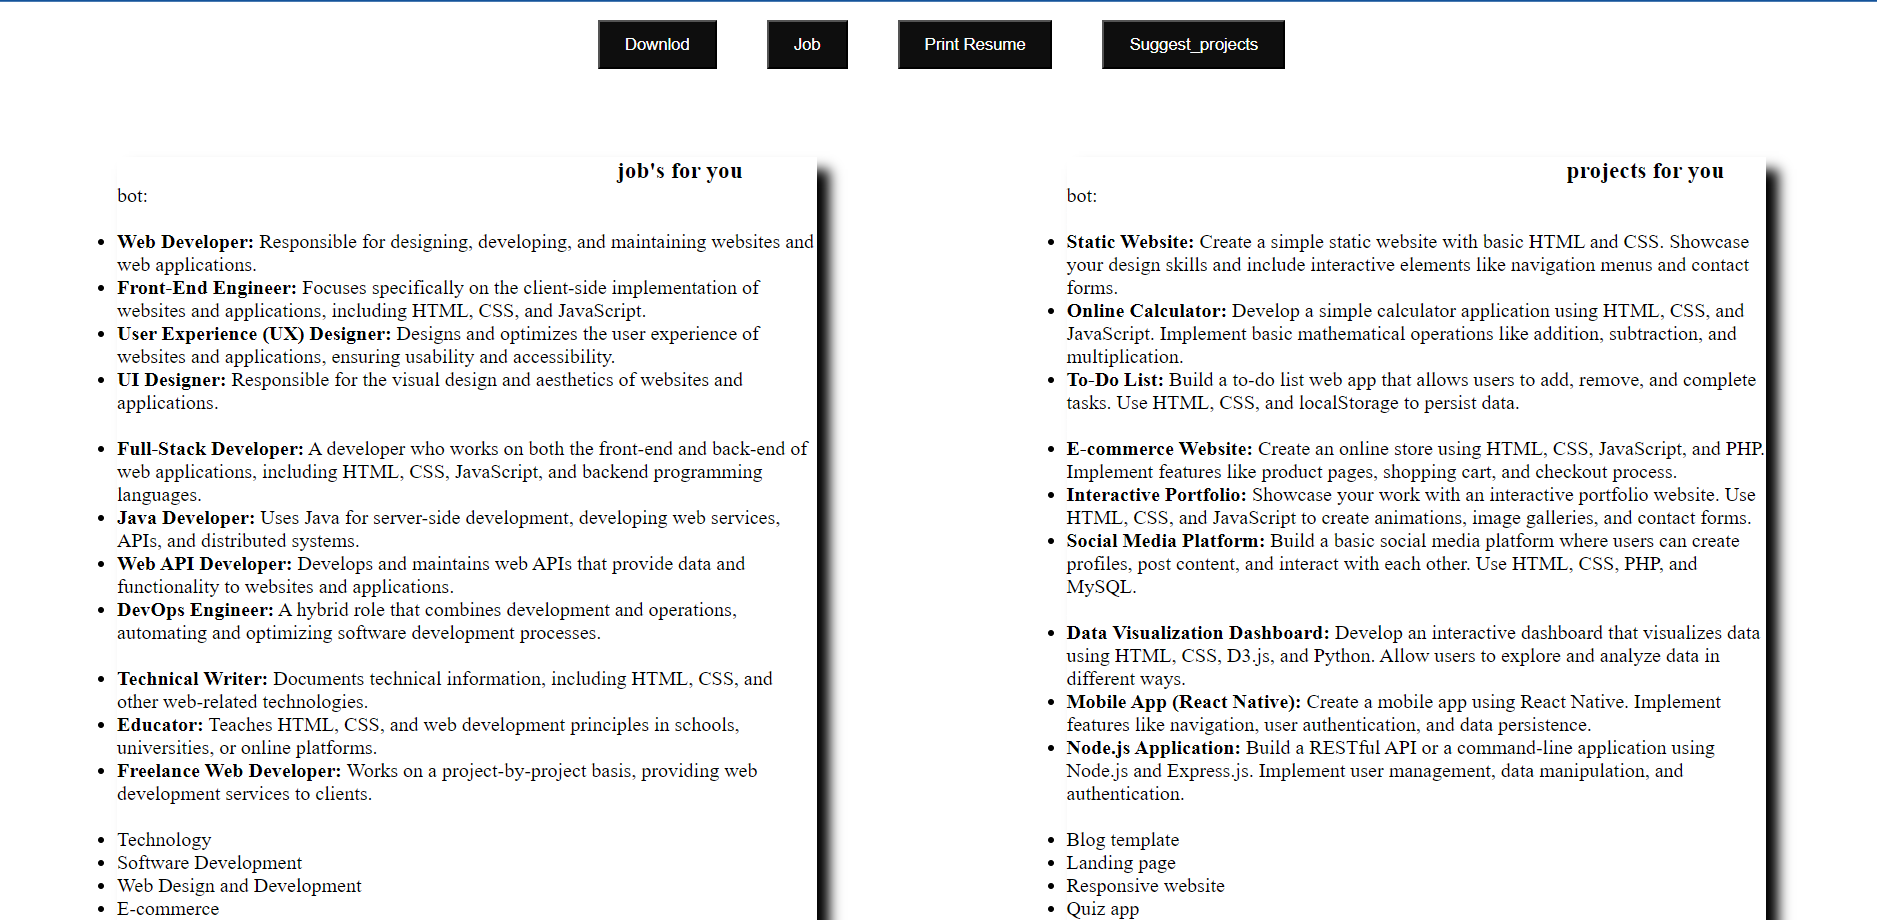 Downlod
Job
Print Resume
Suggest_projects
job's for you
bot:
• Web Developer: Responsible for designing, developing, and maintaining websites and
web applications.
• Front-End Engineer: Focuses specifically on the client-side implementation of
websites and applications, including HTML, CSS, and JavaScript.
• User Experience (UX) Designer: Designs and optimizes the user experience of
websites and applications, ensuring usability and accessibility.
• UI Designer: Responsible for the visual design and aesthetics of websites and
applications.
• Full-Stack Developer: A developer who works on both the front-end and back-end of
web applications, including HTML, CSS, JavaScript, and backend programming
languages.
• Java Developer: Uses Java for server-side development, developing web services,
APIs, and distributed systems.
• Web API Developer: Develops and maintains web APIs that provide data and
functionality to websites and applications.
• DevOps Engineer: A hybrid role that combines development and operations,
automating and optimizing software development processes.
• Technical Writer: Documents technical information, including HTML, CSS, and
other web-related technologies.
• Educator: Teaches HTML, CSS, and web development principles in schools,
universities, or online platforms.
• Freelance Web Developer: Works on a project-by-project basis, providing web
development services to clients.
• Technology
• Software Development
• Web Design and Development
• E-commerce
projects for you
bot:
• Static Website: Create a simple static website with basic HTML and CSS. Showcase
your design skills and include interactive elements like navigation menus and contact
forms.
• Online Calculator: Develop a simple calculator application using HTML, CSS, and
JavaScript. Implement basic mathematical operations like addition, subtraction, and
multiplication.
• To-Do List: Build a to-do list web app that allows users to add, remove, and complete
tasks. Use HTML, CSS, and localStorage to persist data.
• E-commerce Website: Create an online store using HTML, CSS, JavaScript, and PHP.
Implement features like product pages, shopping cart, and checkout process.
• Interactive Portfolio: Showcase your work with an interactive portfolio website. Use
HTML, CSS, and JavaScript to create animations, image galleries, and contact forms.
• Social Media Platform: Build a basic social media platform where users can create
profiles, post content, and interact with each other. Use HTML, CSS, PHP, and
MySQL.
• Data Visualization Dashboard: Develop an interactive dashboard that visualizes data
using HTML, CSS, D3.js, and Python. Allow users to explore and analyze data in
different ways.
• Mobile App (React Native): Create a mobile app using React Native. Implement
features like navigation, user authentication, and data persistence.
• Node.js Application: Build a RESTful API or a command-line application using
Node.js and Express.js. Implement user management, data manipulation, and
authentication.
• Blog template
• Landing page
• Responsive website
• Quiz app